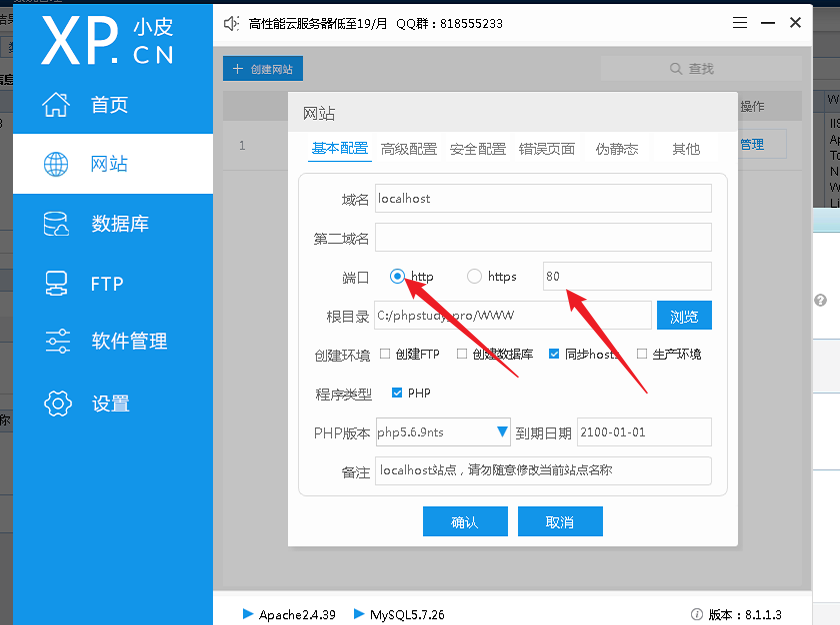 XP.CN 小皮
高性能云服务器低至19/月 QQ群：818555233
首页
网站
数据库
FTP
软件管理
设置
创建网站
查找
操作
1
管理
网站
基本配置 高级配置 安全配置 错误页面 伪静态 其他
域名 localhost
第二域名
端口 http https 80
根目录 C:/phpstudy_pro/WWW 浏览
创建环境 创建FTP 创建数据库 同步hosts 生产环境
程序类型 PHP
PHP版本 php5.6.9nts 到期日期 2100-01-01
备注 localhost站点，请勿随意修改当前站点名称
确认 取消
Apache2.4.39 MySQL5.7.26 版本：8.1.1.3